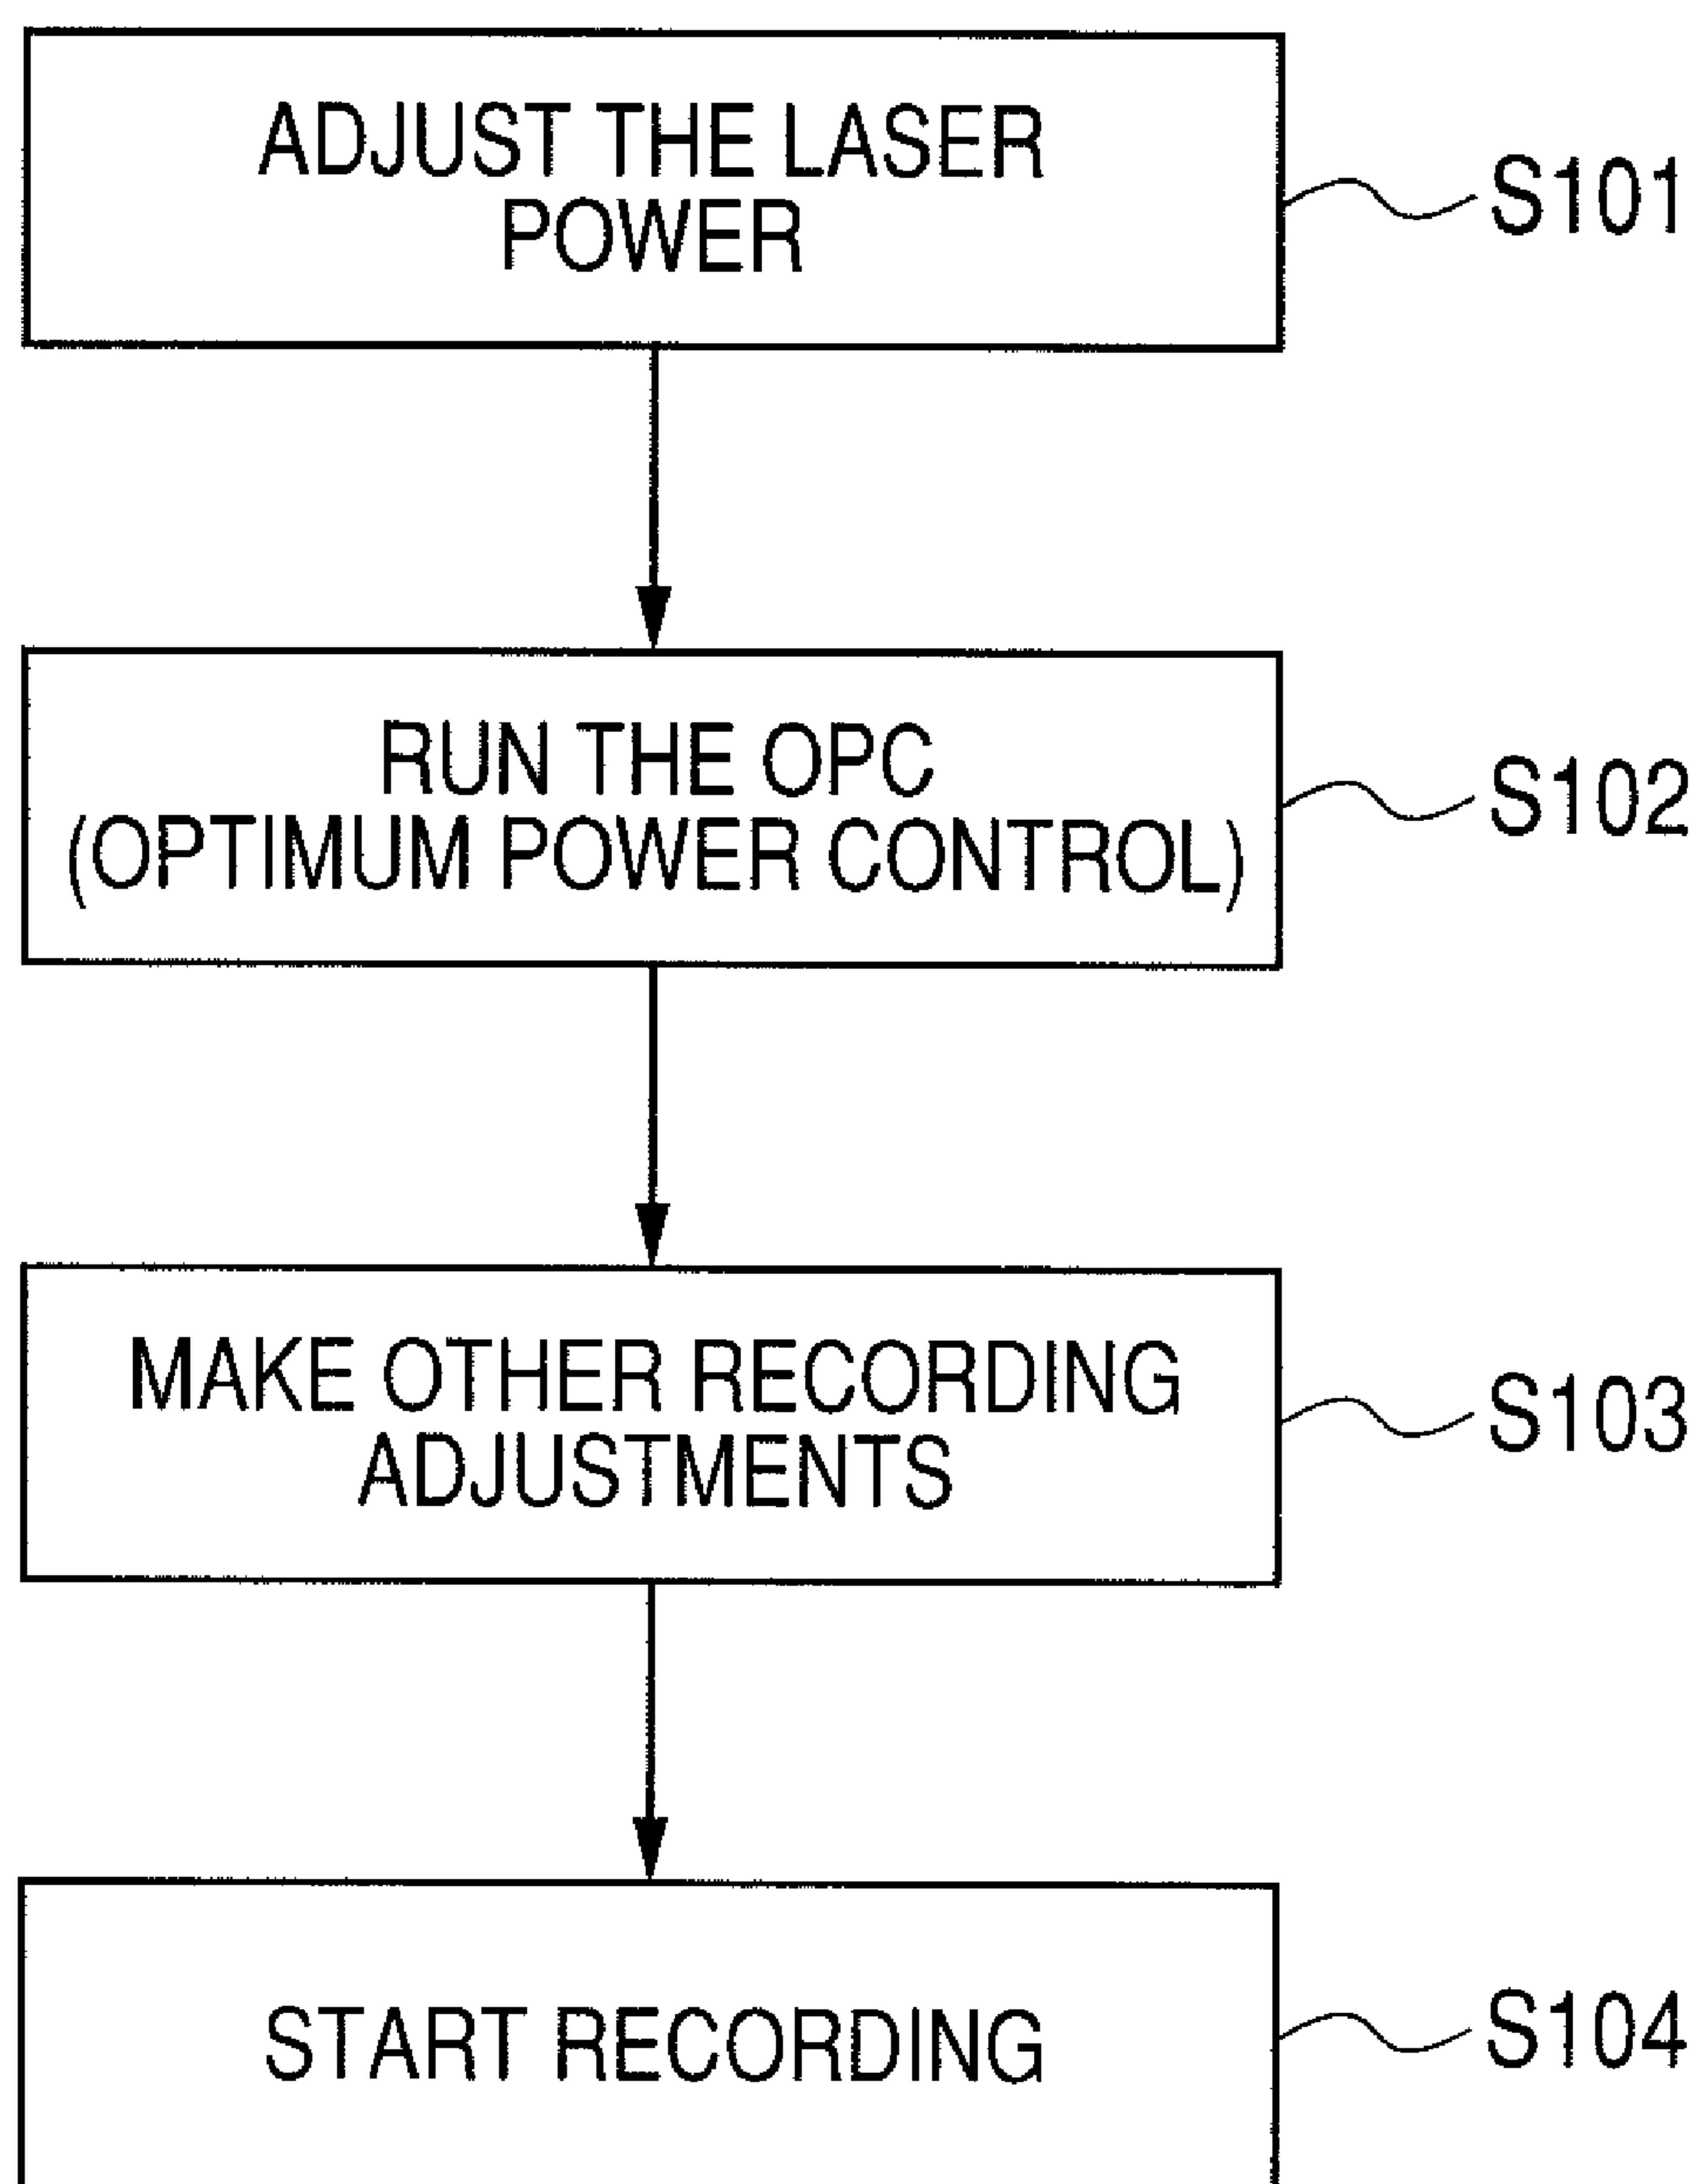 ADJUST THE LASER
POWER
S101
RUN THE OPC
(OPTIMUM POWER CONTROL)
S102
MAKE OTHER RECORDING
ADJUSTMENTS
S103
START RECORDING
S104